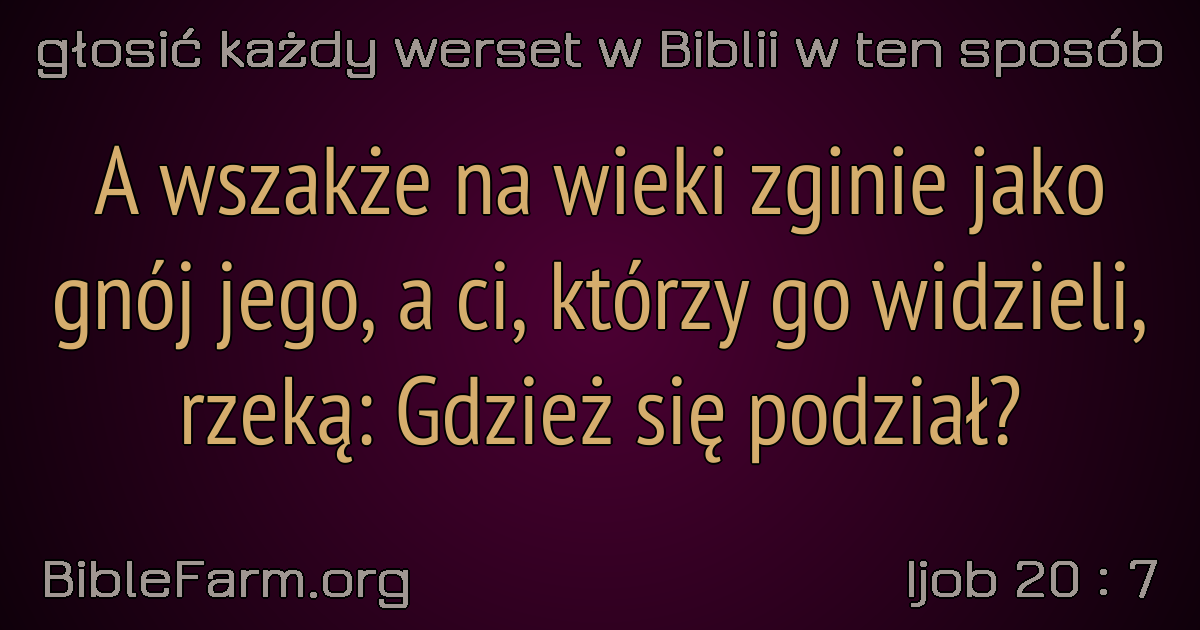 głosić każdy werset w Biblii w ten sposób
A wszakże na wieki zginie jako
gnój jego, a ci, którzy go widzieli,
rzeką: Gdzież się podział?
BibleFarm.org
Ijob 20 : 7